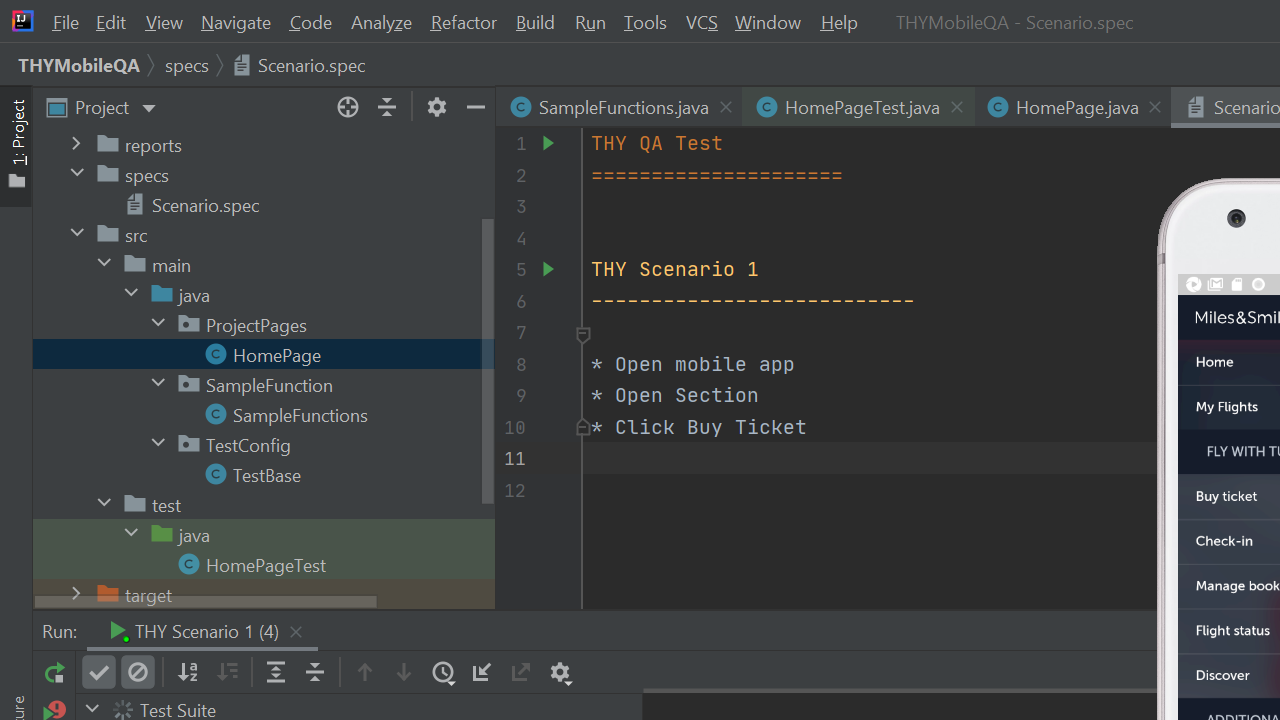 File Edit View Navigate Code Analyze Refactor Build Run Tools VCS Window Help THYMobileQA - Scenario.spec
THYMobileQA specs Scenario.spec
1: Project
Project
reports
specs
Scenario.spec
src
main
java
ProjectPages
HomePage
SampleFunction
SampleFunctions
TestConfig
TestBase
test
java
HomePageTest
target
SampleFunctions.java HomePageTest.java HomePage.java Scenario
1 THY QA Test
2 =====================
3
4
5 THY Scenario 1
6 ---------------------------
7
8 * Open mobile app
9 * Open Section
10 * Click Buy Ticket
11
12
Miles&Smil
Home
My Flights
FLY WITH TU
Buy ticket
Check-in
Manage book
Flight status
Discover
ADDITIONA
Run: THY Scenario 1 (4)
Test Suite